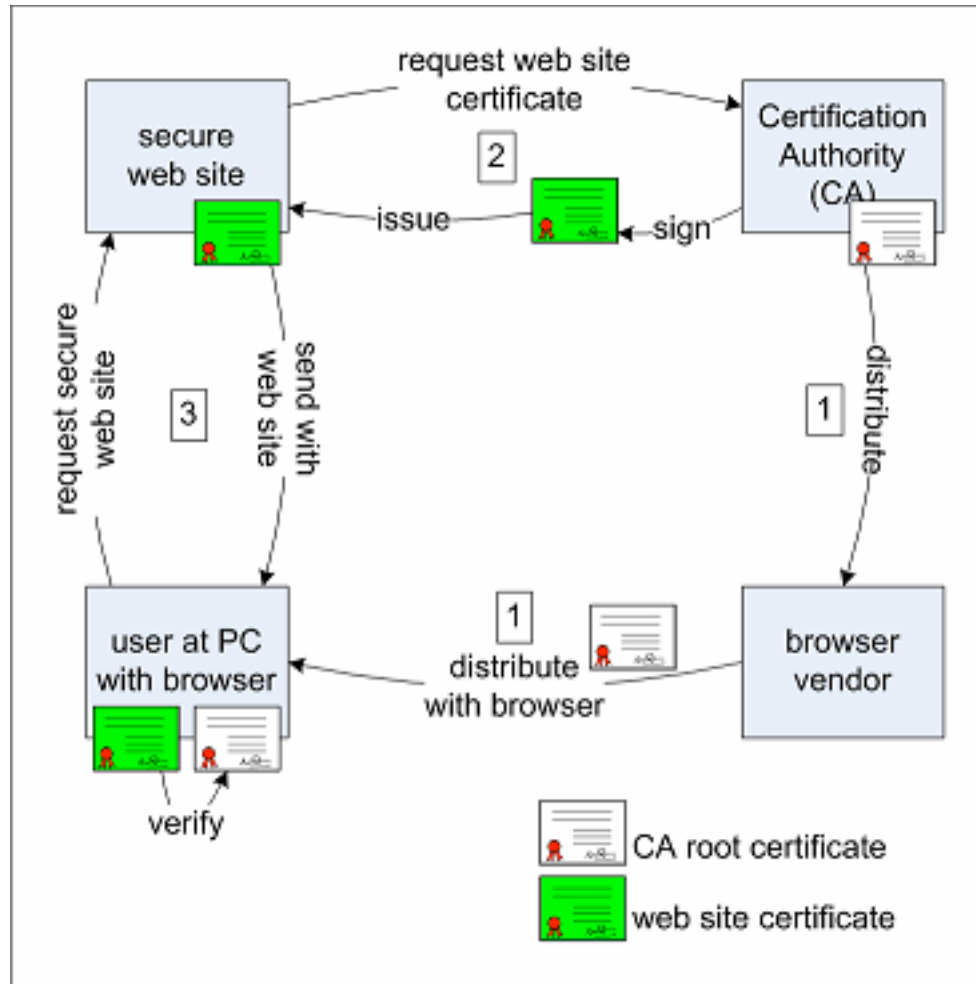 request web site
certificate
secure
web site
Certification
Authority
(CA)
2
issue
sign
request secure
web site
3
send with
web site
1
distribute
user at PC
with browser
1
distribute
with browser
browser
vendor
verify
CA root certificate
web site certificate